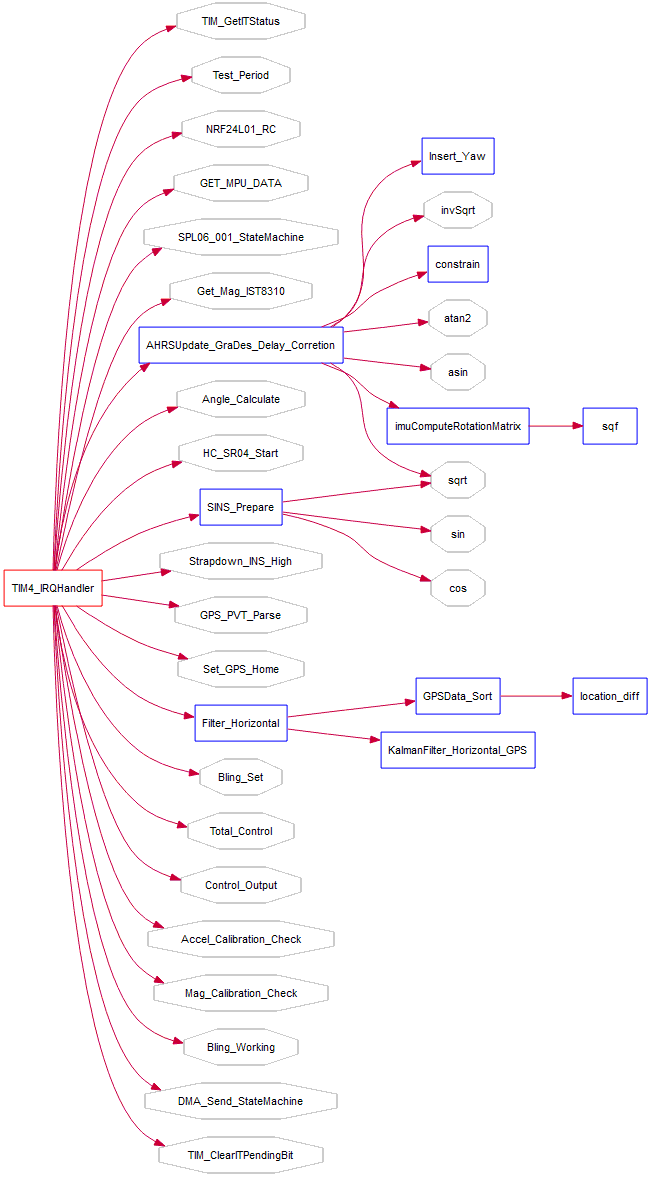 TIM_GetITStatus
Test_Period
NRF24L01_RC
GET_MPU_DATA
SPL06_001_StateMachine
Get_Mag_IST8310
AHRSUpdate_GraDes_Delay_Corretion
Angle_Calculate
HC_SR04_Start
SINS_Prepare
Strapdown_INS_High
TIM4_IRQHandler
GPS_PVT_Parse
Set_GPS_Home
Filter_Horizontal
Bling_Set
Total_Control
Control_Output
Accel_Calibration_Check
Mag_Calibration_Check
Bling_Working
DMA_Send_StateMachine
TIM_ClearITPendingBit
Insert_Yaw
invSqrt
constrain
atan2
asin
imuComputeRotationMatrix
sqf
sqrt
sin
cos
GPSData_Sort
location_diff
KalmanFilter_Horizontal_GPS